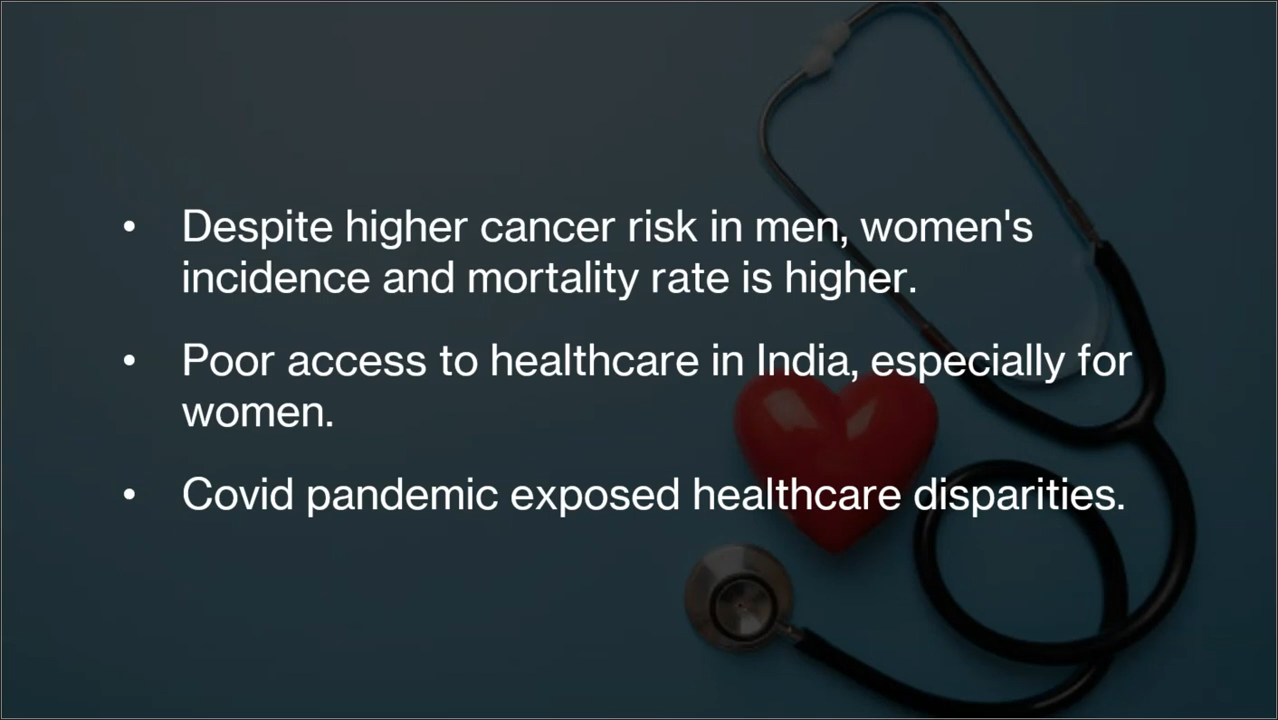 • Despite higher cancer risk in men, women's
incidence and mortality rate is higher.
• Poor access to healthcare in India, especially for
women.
• Covid pandemic exposed healthcare disparities.